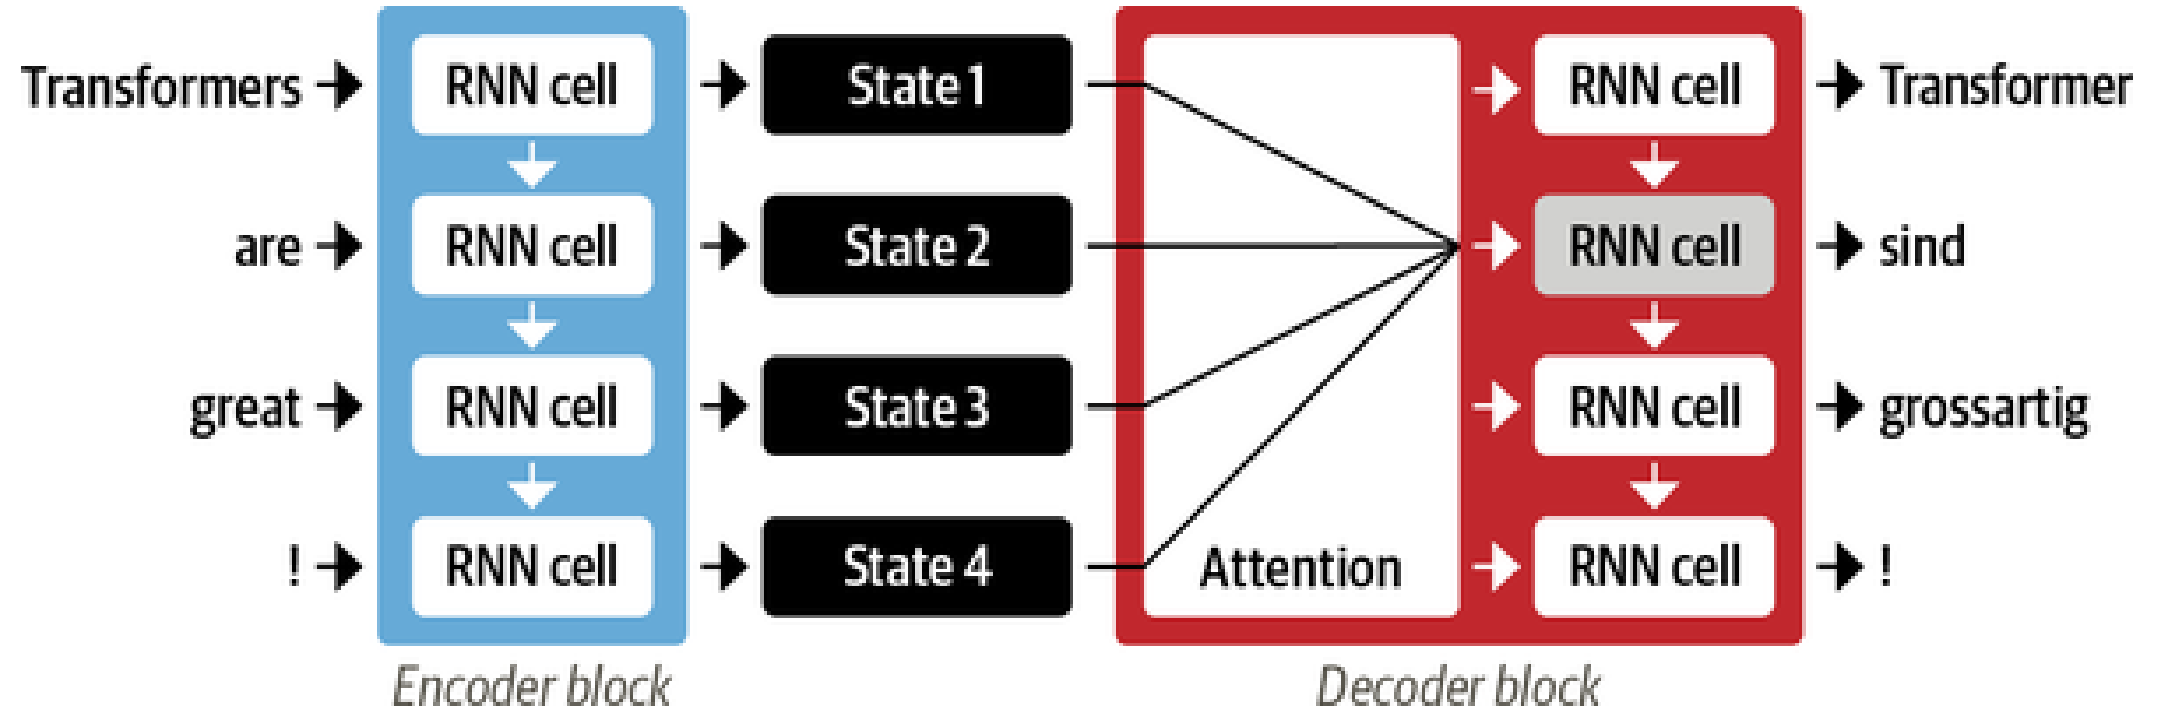 Transformers RNN cell State 1 RNN cell Transformer
are RNN cell State 2 RNN cell sind
great RNN cell State 3 RNN cell grossartig
! RNN cell State 4 Attention RNN cell !
Encoder block Decoder block